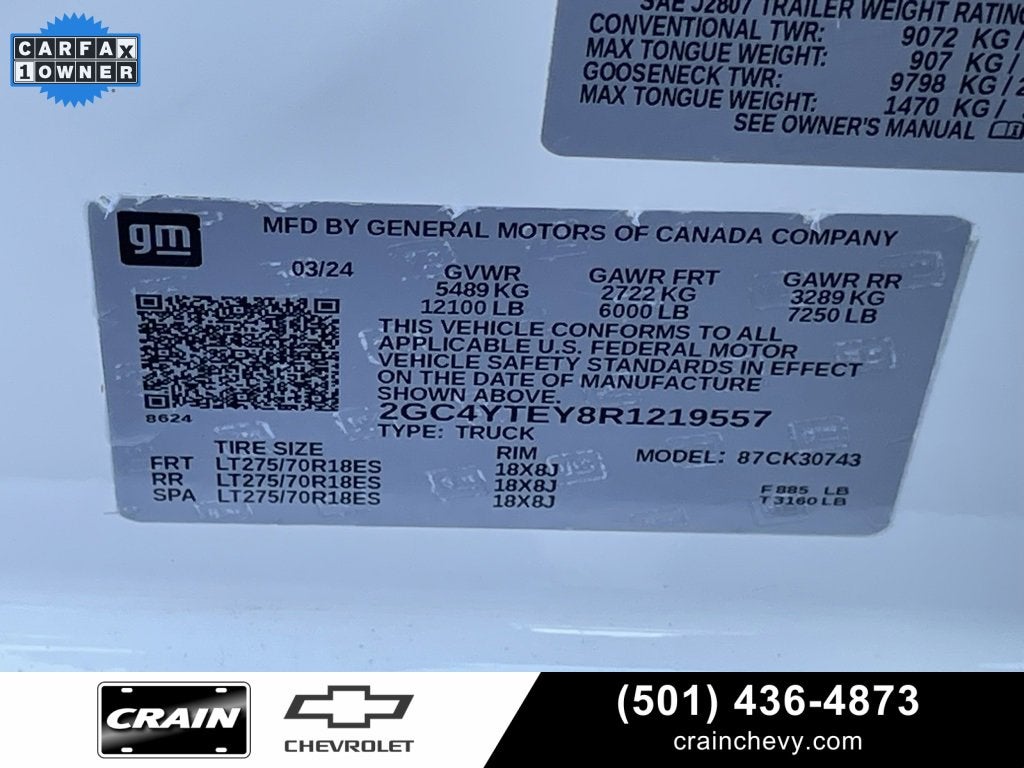 CARFAX
1 OWNER
SAE J2807 TRAILER WEIGHT RATING
CONVENTIONAL TWR: 9072 KG/
MAX TONGUE WEIGHT: 907 KG/
GOOSENECK TWR: 9798 KG/2
MAX TONGUE WEIGHT: 1470 KG/
SEE OWNER'S MANUAL
gm
MFD BY GENERAL MOTORS OF CANADA COMPANY
03/24 GVWR GAWR FRT GAWR RR
5489 KG 2722 KG 3289 KG
12100 LB 6000 LB 7250 LB
THIS VEHICLE CONFORMS TO ALL
APPLICABLE U.S. FEDERAL MOTOR
VEHICLE SAFETY STANDARDS IN EFFECT
ON THE DATE OF MANUFACTURE
SHOWN ABOVE.
8624
2GC4YTEY8R1219557
TYPE: TRUCK
TIRE SIZE RIM MODEL: 87CK30743
FRT LT275/70R18ES 18X8J
RR LT275/70R18ES 18X8J
SPA LT275/70R18ES 18X8J
F 885 LB
T 3160 LB
CRAIN
CHEVROLET
(501) 436-4873
crainchevy.com